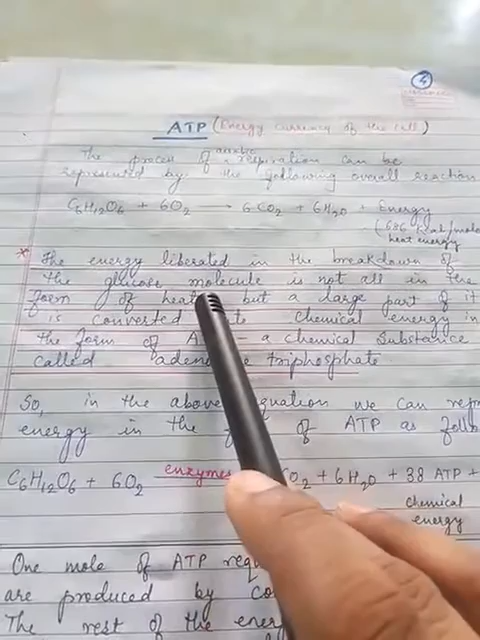 4
ATP (Energy currency of the cell)
The process of aerobic respiration can be
represented by the following overall reaction
C6H12O6 + 6O2 → 6CO2 + 6H2O + Energy
(686 kcal/mole
heat energy
* The energy liberated in the breakdown of
the glucose molecule is not all in the
form of heat but a large part of it
is converted to chemical energy in
the form of A - a chemical substance
called triphosphate
So, in the above equation we can
energy in the of ATP as
C6H12O6 + 6O2 enzymes CO2 + 6H2O + 38 ATP +
chemical
energy
One mole of ATP
are produced by
The rest of the